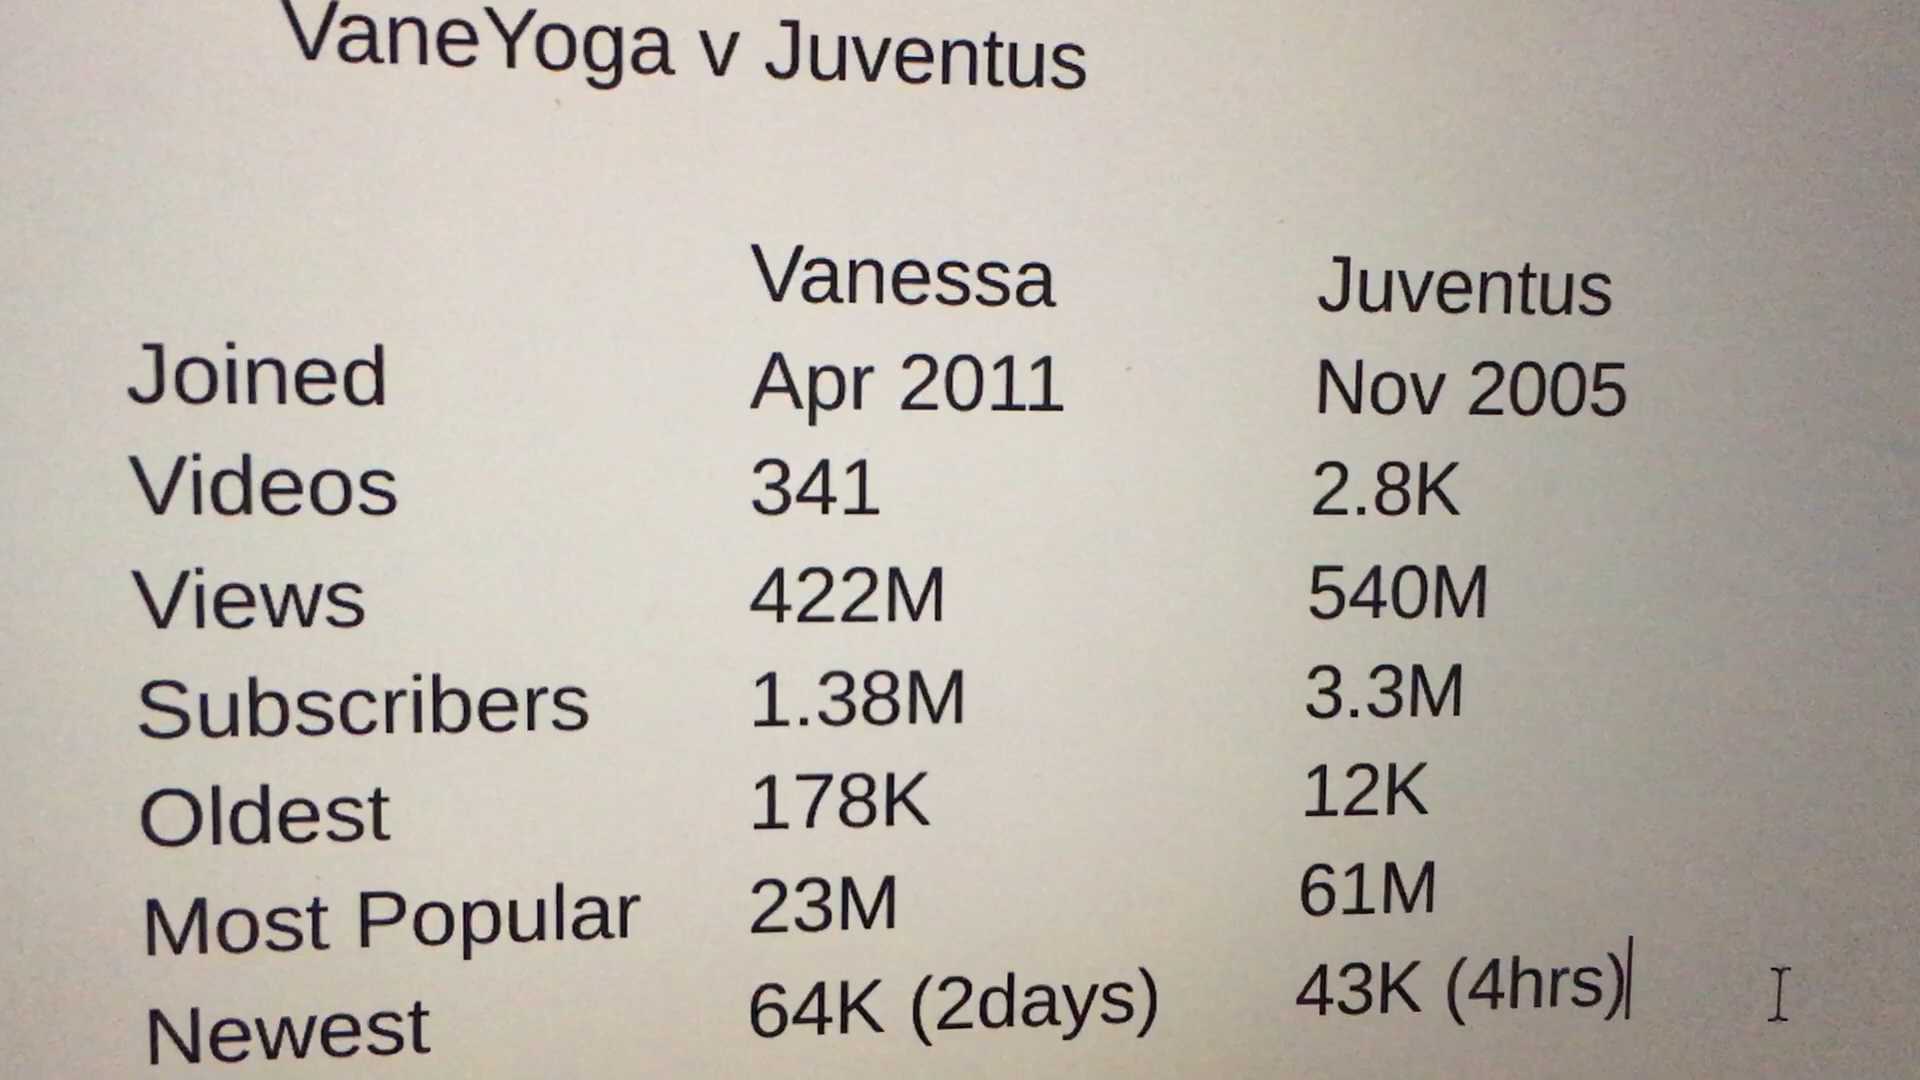 VaneYoga v Juventus
Vanessa Juventus
Joined Apr 2011 Nov 2005
Videos 341 2.8K
Views 422M 540M
Subscribers 1.38M 3.3M
Oldest 178K 12K
Most Popular 23M 61M
Newest 64K (2days) 43K (4hrs)